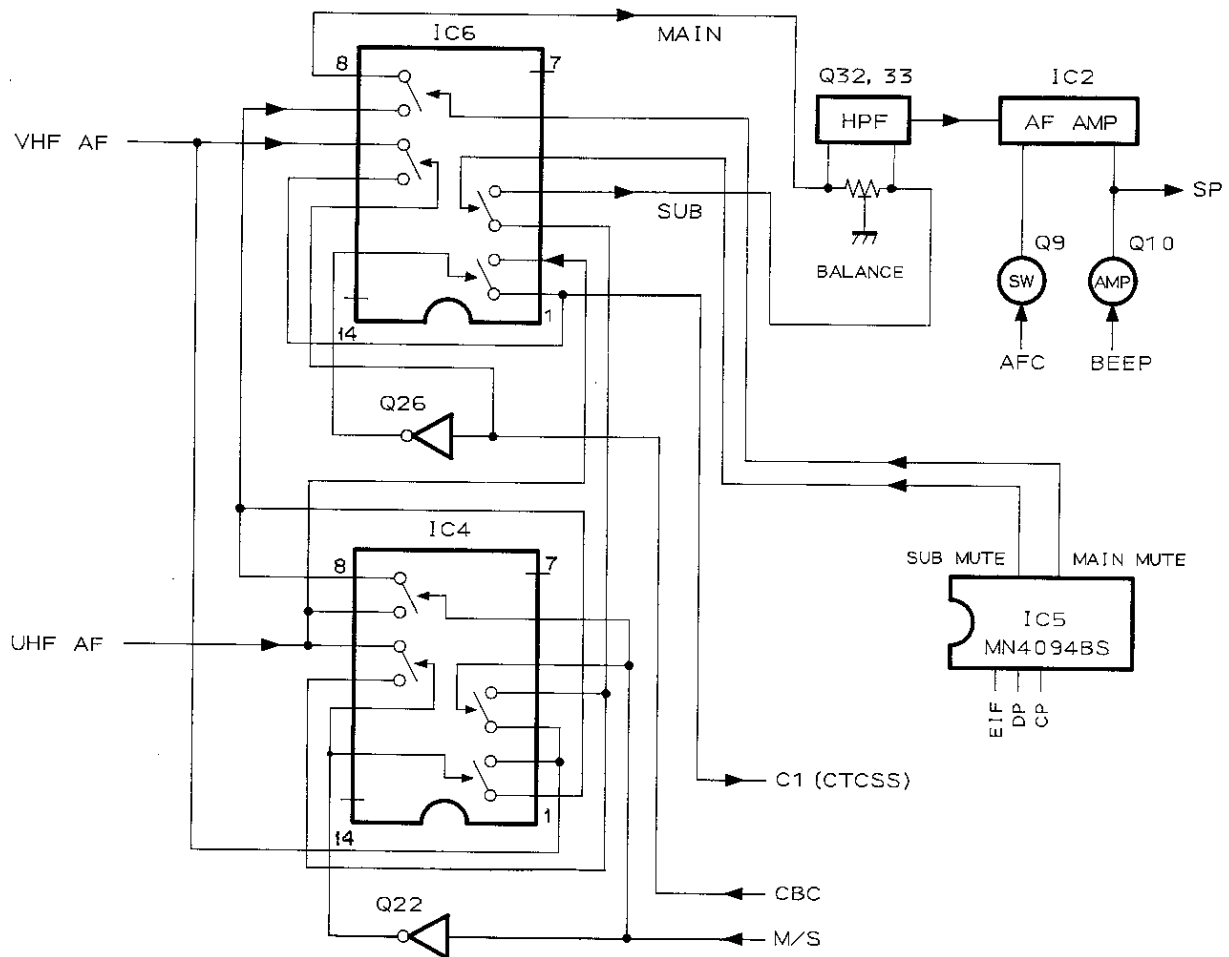 IC6
MAIN
8
7
Q32, 33
HPF
IC2
AF AMP
VHF AF
SUB
SP
BALANCE
Q9
Q10
SW
AMP
AFC
BEEP
14
1
Q26
IC4
8
7
SUB MUTE
MAIN MUTE
IC5
MN4094BS
EIF
DP
CP
UHF AF
C1 (CTCSS)
14
1
Q22
CBC
M/S